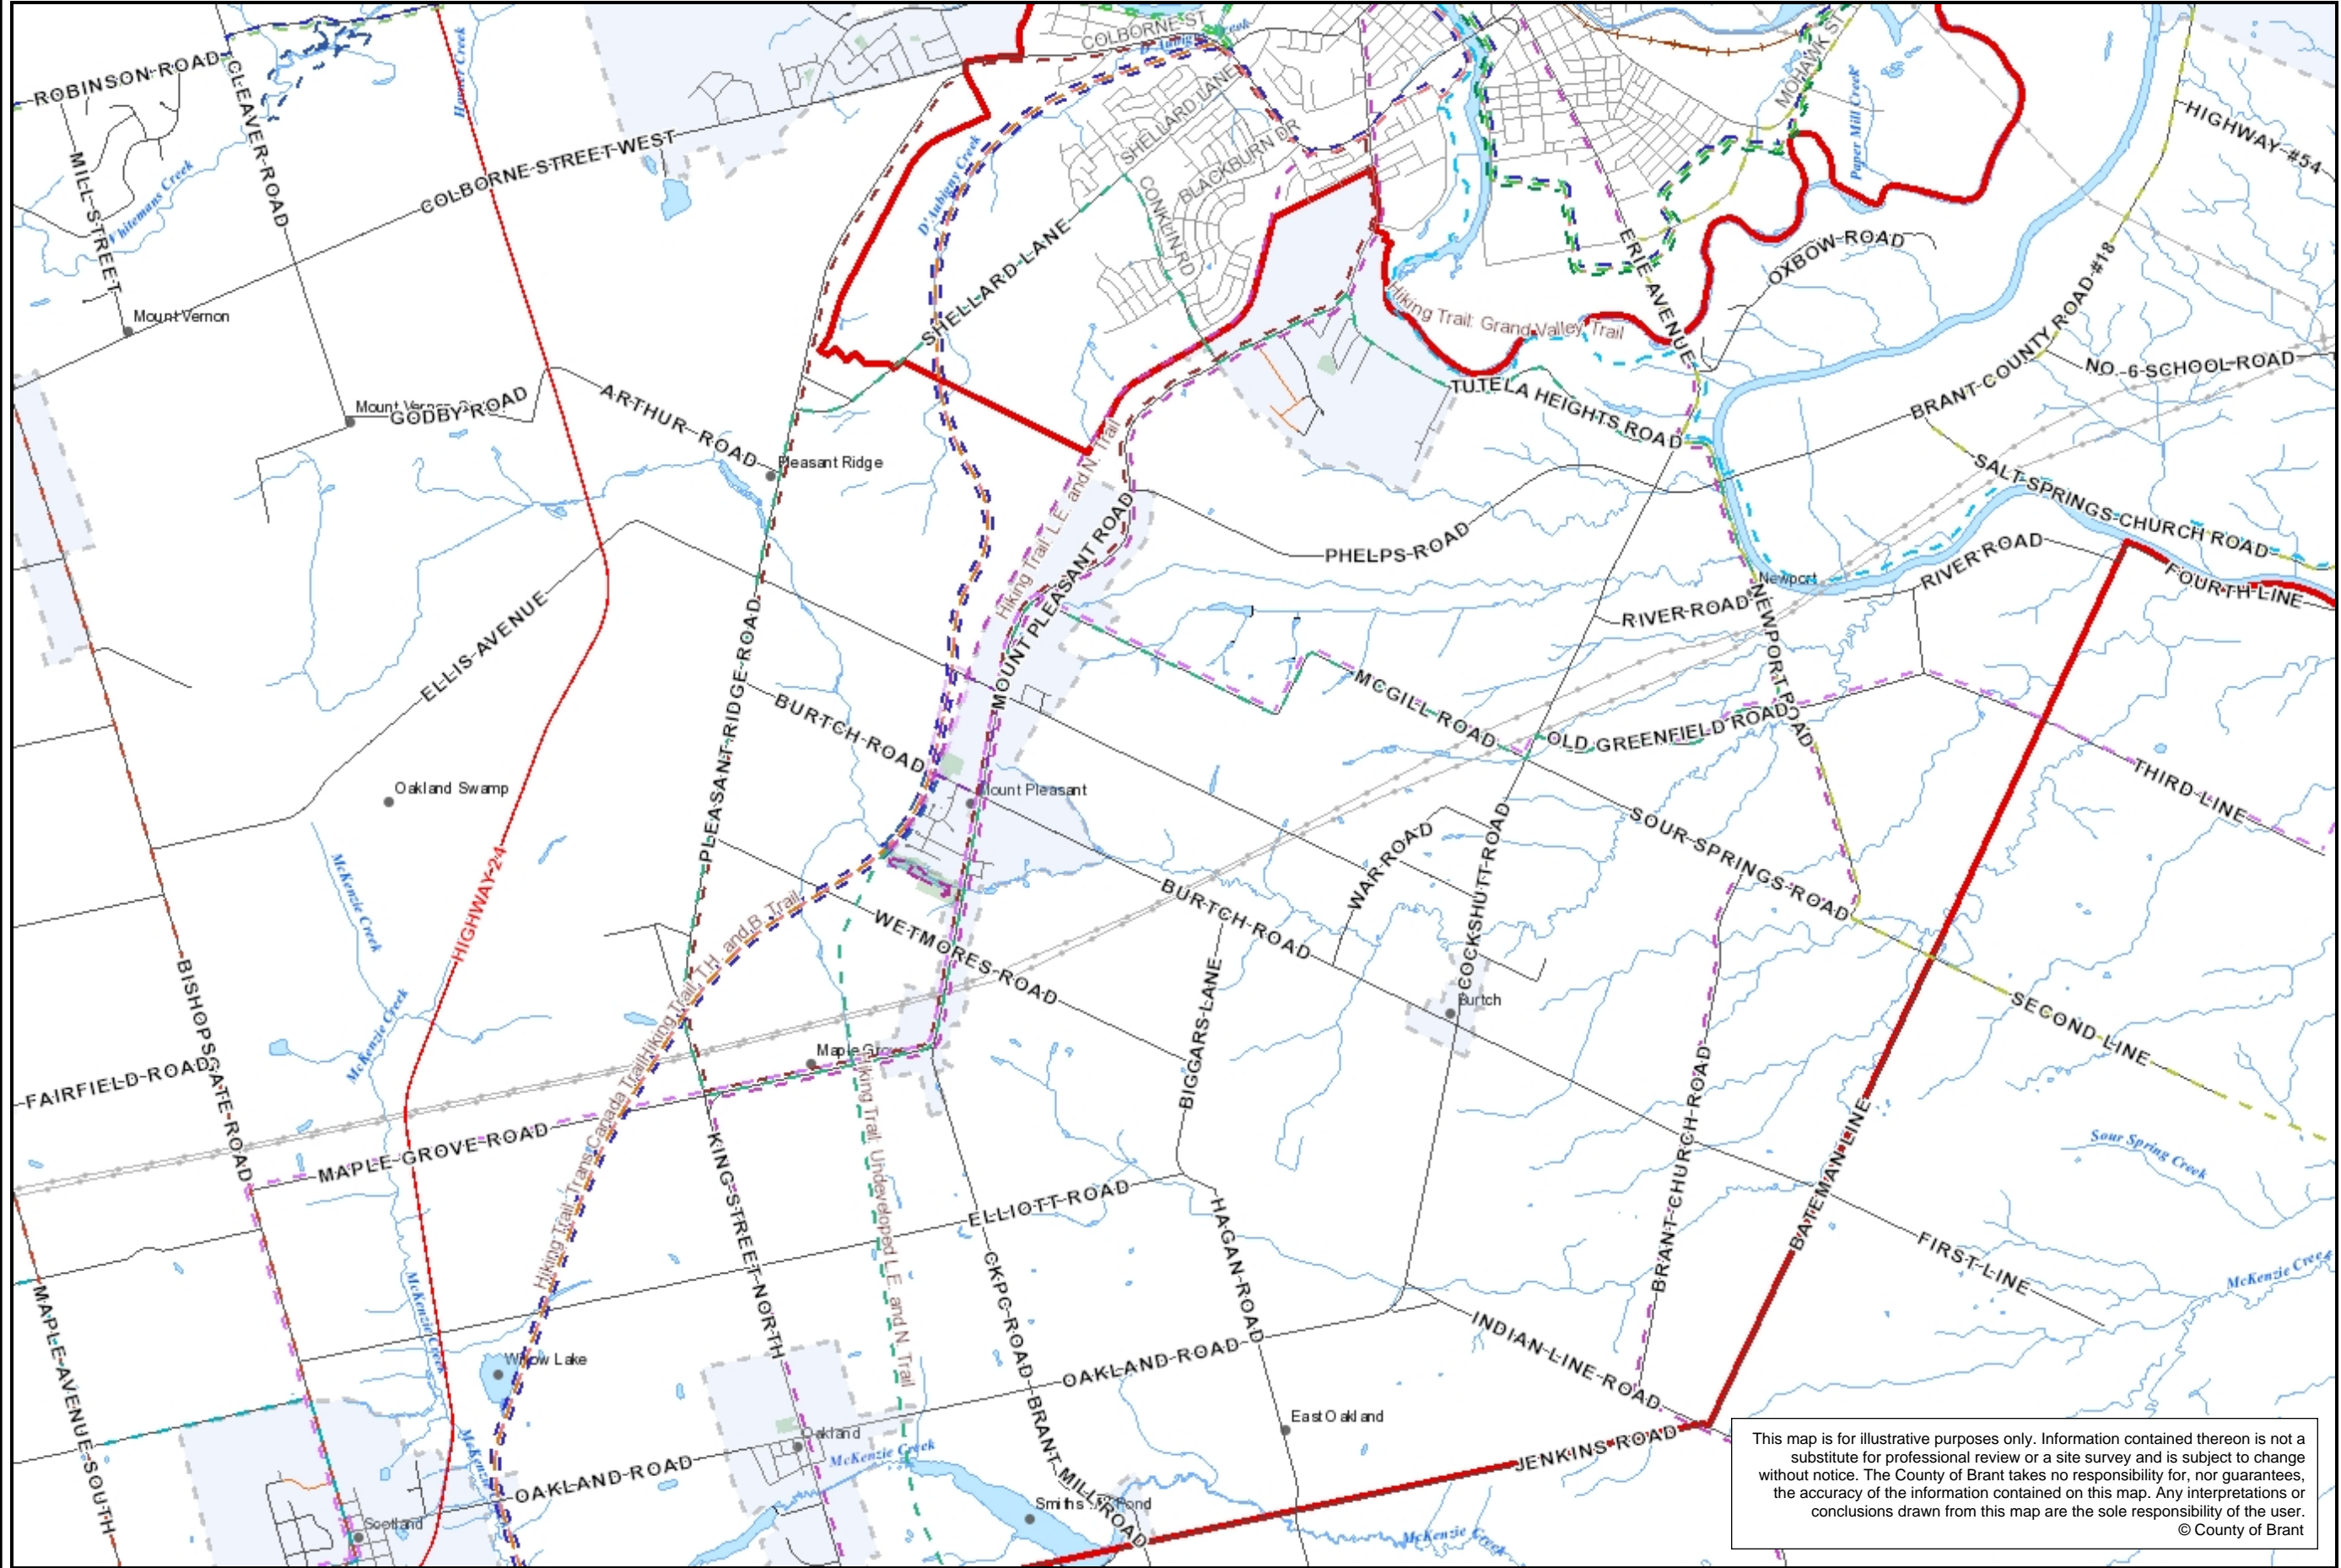 COLBORNE ST
D'Aubigny Creek
ROBINSON ROAD
CLEAVER ROAD
MILL STREET
Whitemans Creek
Mount Vernon
COLBORNE STREET WEST
D'Aubigny Creek
SHELLARD LANE
SHELLARD LANE
BLACKBURN DR
CONKLIN RD
MOHAWK ST
Paper Mill Creek
HIGHWAY #54
ERIE AVENUE
OXBOW ROAD
BRANT COUNTY ROAD #18
NO. 6 SCHOOL ROAD
Hiking Trail: Grand Valley Trail
TUTELA HEIGHTS ROAD
GODBY ROAD
ARTHUR ROAD
Pleasant Ridge
SALT SPRINGS CHURCH ROAD
Hiking Trail: L.E. and N. Trail
MOUNT PLEASANT ROAD
PHELPS ROAD
Newport
RIVER ROAD
RIVER ROAD
FOURTH LINE
NEWPORT ROAD
ELLIS AVENUE
PLEASANT RIDGE ROAD
BURTCH ROAD
MCGILL ROAD
OLD GREENFIELD ROAD
THIRD LINE
Oakland Swamp
Mount Pleasant
McKenzie Creek
HIGHWAY 24
WAR ROAD
COCKSHUTT ROAD
SOUR SPRINGS ROAD
BURTCH ROAD
WETMORES ROAD
Hiking Trail: T.H. and B. Trail
BISHOPSGATE ROAD
McKenzie Creek
BIGGARS LANE
Burtch
SECOND LINE
FAIRFIELD ROAD
MAPLE GROVE ROAD
Hiking Trail: TransCanada Trail
Hiking Trail: Undeveloped L.E. and N. Trail
KING STREET NORTH
BRANT CHURCH ROAD
BATEMAN LINE
Sour Spring Creek
ELLIOTT ROAD
HAGAN ROAD
FIRST LINE
McKenzie Creek
McKenzie Creek
MAPLE AVENUE SOUTH
CKPC ROAD
Willow Lake
OAKLAND ROAD
INDIAN LINE ROAD
East Oakland
Oakland
McKenzie Creek
BRANT MILL ROAD
OAKLAND ROAD
JENKINS ROAD
Scotland
McKenzie Creek
This map is for illustrative purposes only. Information contained thereon is not a
substitute for professional review or a site survey and is subject to change
without notice. The County of Brant takes no responsibility for, nor guarantees,
the accuracy of the information contained on this map. Any interpretations or
conclusions drawn from this map are the sole responsibility of the user.
© County of Brant